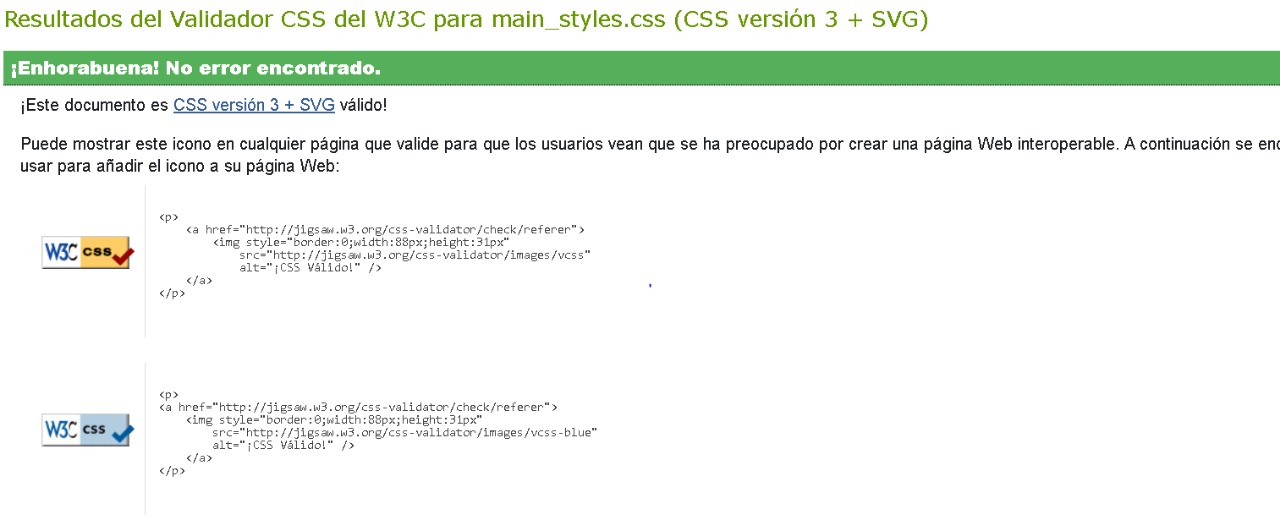 Resultados del Validador CSS del W3C para main_styles.css (CSS versión 3 + SVG)
¡Enhorabuena! No error encontrado.
¡Este documento es CSS versión 3 + SVG válido!
Puede mostrar este icono en cualquier página que valide para que los usuarios vean que se ha preocupado por crear una página Web interoperable. A continuación se enc
usar para añadir el icono a su página Web:
W3C css
<p>
<a href="http://jigsaw.w3.org/css-validator/check/referer">
<img style="border:0;width:88px;height:31px"
src="http://jigsaw.w3.org/css-validator/images/vcss"
alt="¡CSS Válido!" />
</a>
</p>
W3C css
<p>
<a href="http://jigsaw.w3.org/css-validator/check/referer">
<img style="border:0;width:88px;height:31px"
src="http://jigsaw.w3.org/css-validator/images/vcss-blue"
alt="¡CSS Válido!" />
</a>
</p>